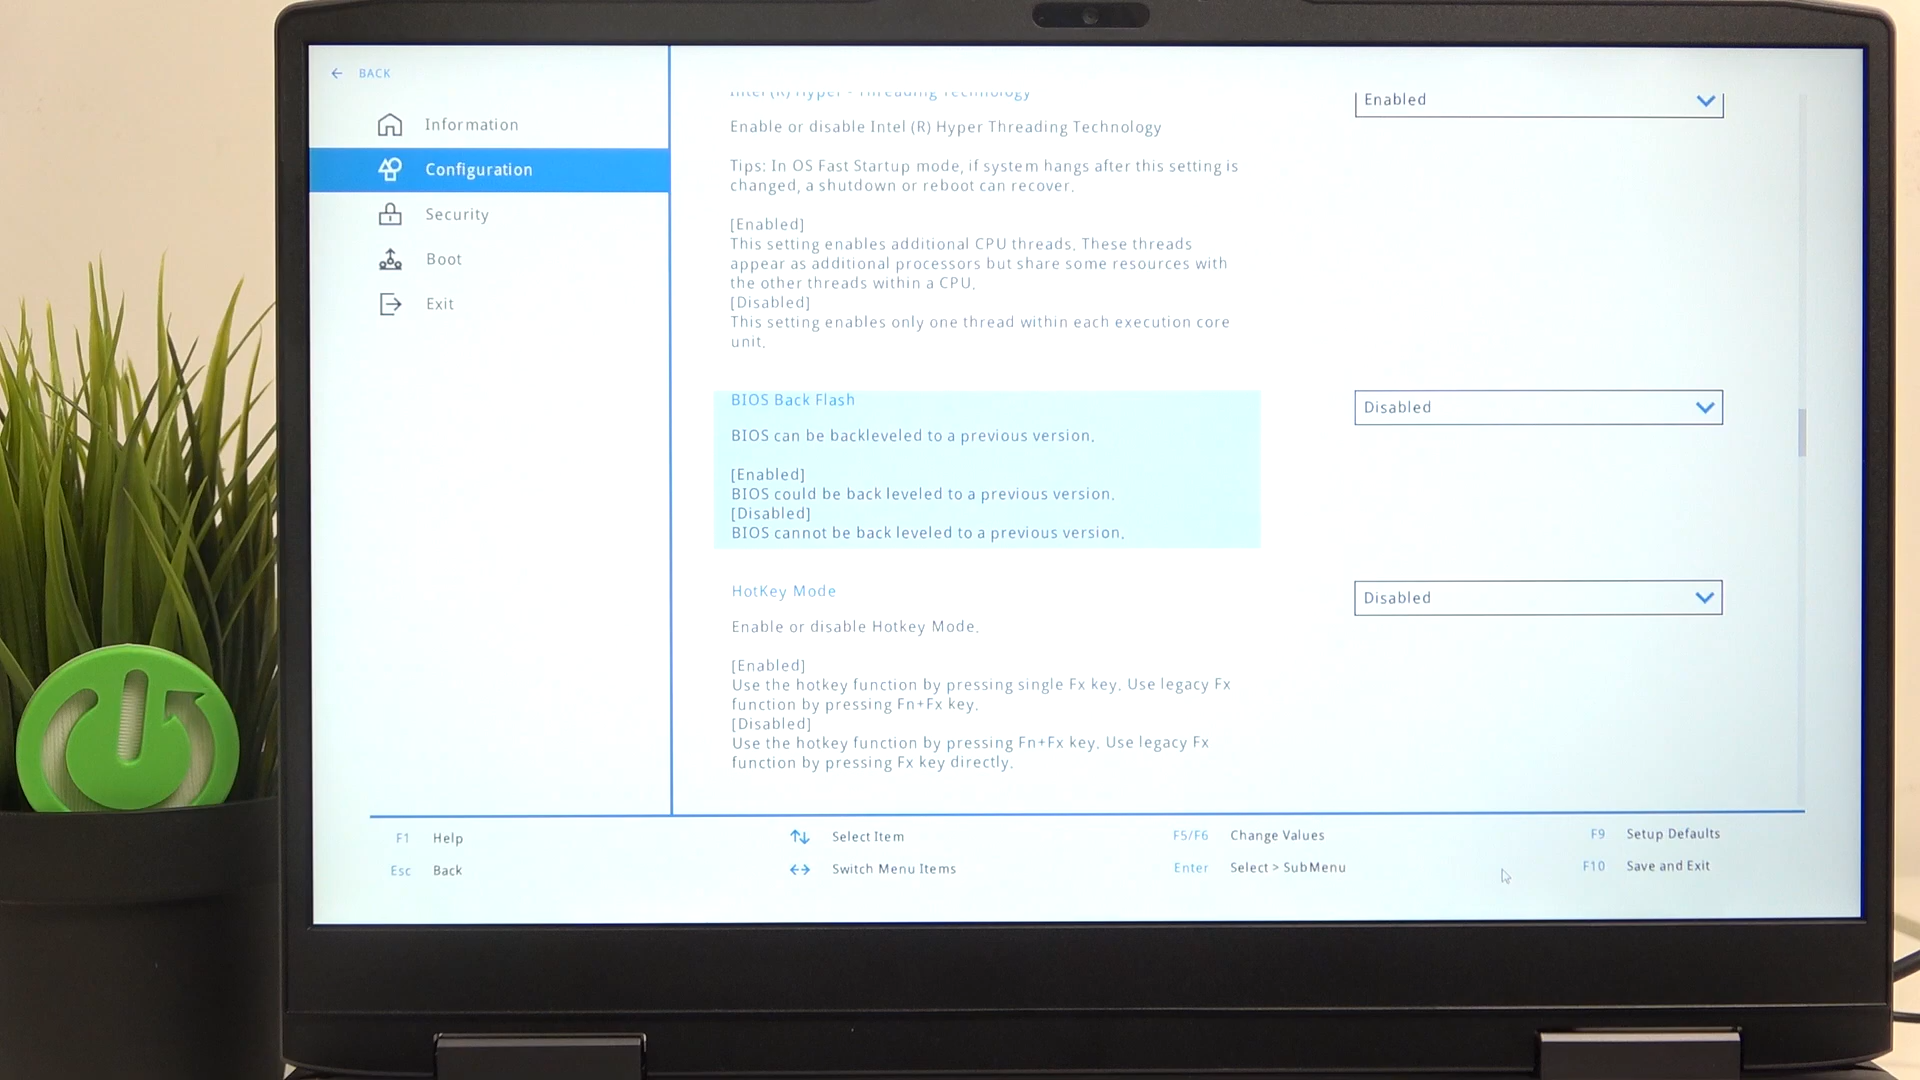 BACK
Information
Configuration
Security
Boot
Exit
Intel (R) Hyper - Threading Technology
Enabled
Enable or disable Intel (R) Hyper Threading Technology
Tips: In OS Fast Startup mode, if system hangs after this setting is
changed, a shutdown or reboot can recover.
[Enabled]
This setting enables additional CPU threads. These threads
appear as additional processors but share some resources with
the other threads within a CPU.
[Disabled]
This setting enables only one thread within each execution core
unit.
BIOS Back Flash
Disabled
BIOS can be backleveled to a previous version.
[Enabled]
BIOS could be back leveled to a previous version.
[Disabled]
BIOS cannot be back leveled to a previous version.
HotKey Mode
Disabled
Enable or disable Hotkey Mode.
[Enabled]
Use the hotkey function by pressing single Fx key. Use legacy Fx
function by pressing Fn+Fx key.
[Disabled]
Use the hotkey function by pressing Fn+Fx key. Use legacy Fx
function by pressing Fx key directly.
F1 Help
Select Item
F5/F6 Change Values
F9 Setup Defaults
Esc Back
Switch Menu Items
Enter Select > SubMenu
F10 Save and Exit